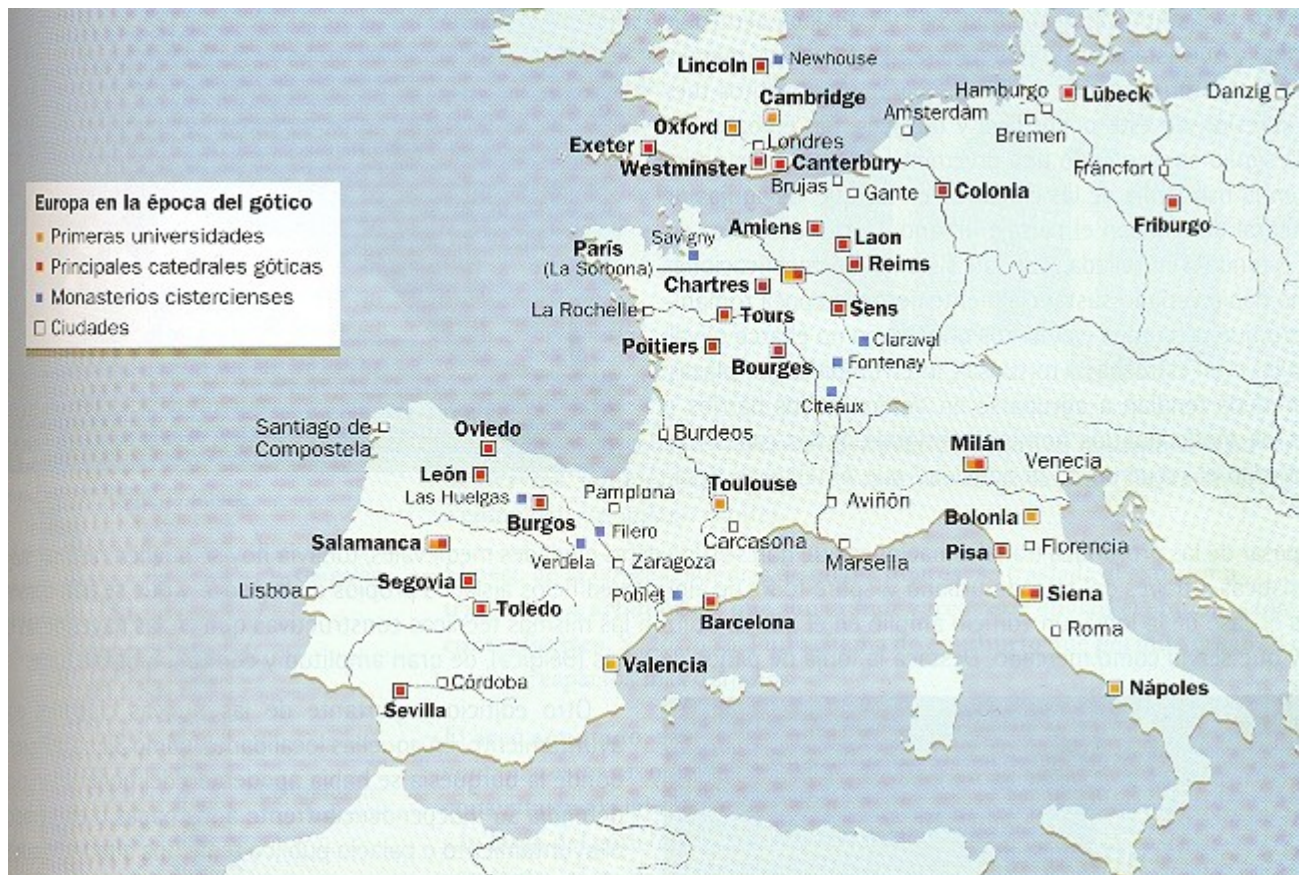 Lincoln
Newhouse
Cambridge
Oxford
Londres
Exeter
Westminster
Canterbury
Hamburgo
Lübeck
Danzig
Amsterdam
Bremen
Brujas
Gante
Colonia
Fráncfort
Friburgo
Europa en la época del gótico
Primeras universidades
Principales catedrales góticas
Monasterios cistercienses
Ciudades
Savigny
Amiens
Laon
París
(La Sorbona)
Reims
Chartres
La Rochelle
Tours
Sens
Poitiers
Bourges
Claraval
Fontenay
Citeaux
Santiago de
Compostela
Oviedo
Burdeos
Milán
Venecia
León
Las Huelgas
Pamplona
Toulouse
Aviñón
Bolonia
Burgos
Filero
Carcasona
Marsella
Florencia
Salamanca
Verdela
Zaragoza
Pisa
Lisboa
Segovia
Toledo
Poblet
Barcelona
Siena
Roma
Valencia
Nápoles
Córdoba
Sevilla